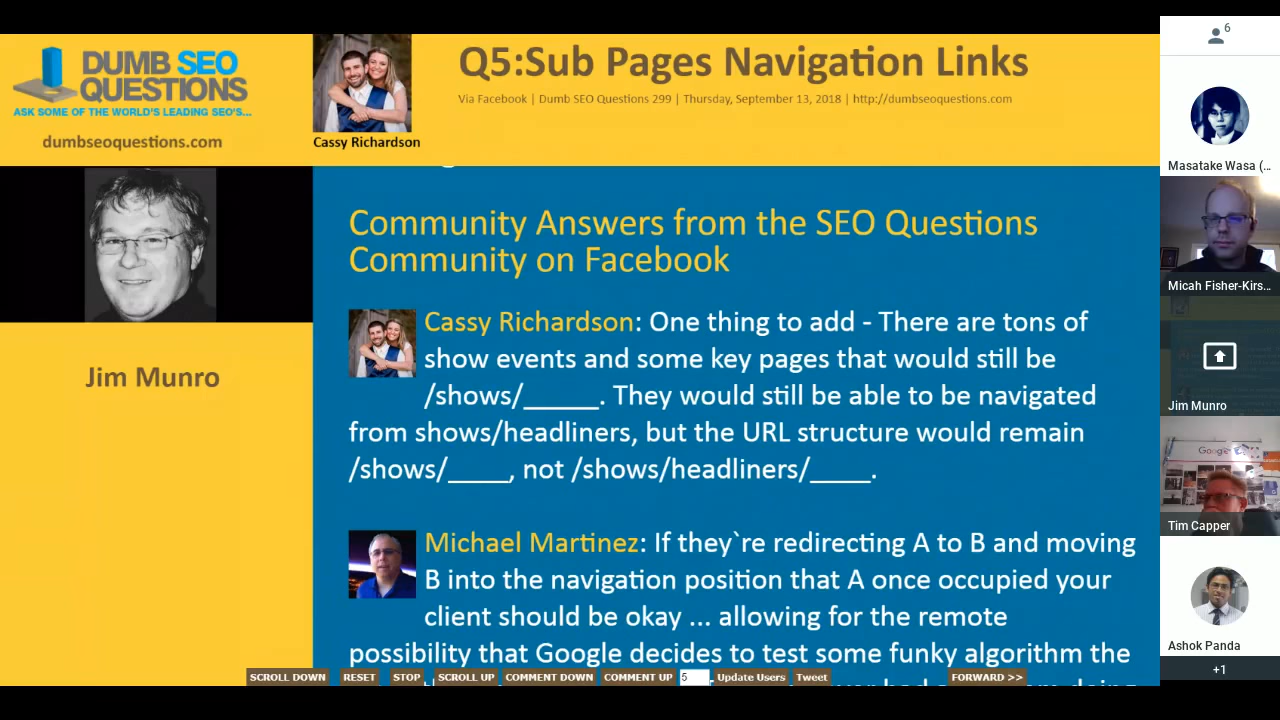 DUMB SEO
QUESTIONS
ASK SOME OF THE WORLD'S LEADING SEO'S...
dumbseoquestions.com
Cassy Richardson
Q5:Sub Pages Navigation Links
Via Facebook | Dumb SEO Questions 299 | Thursday, September 13, 2018 | http://dumbseoquestions.com
Jim Munro
Community Answers from the SEO Questions
Community on Facebook
Cassy Richardson: One thing to add - There are tons of
show events and some key pages that would still be
/shows/_____. They would still be able to be navigated
from shows/headliners, but the URL structure would remain
/shows/____, not /shows/headliners/____.
Michael Martinez: If they`re redirecting A to B and moving
B into the navigation position that A once occupied your
client should be okay ... allowing for the remote
possibility that Google decides to test some funky algorithm the
SCROLL DOWN RESET STOP SCROLL UP COMMENT DOWN COMMENT UP 5 Update Users Tweet FORWARD >>
6
Masatake Wasa (...
Micah Fisher-Kirs...
Jim Munro
Google
Tim Capper
Ashok Panda
+1